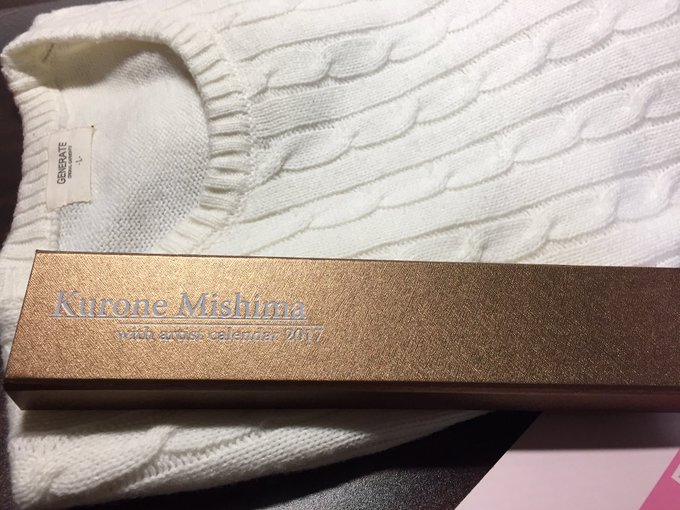 GENERATE
- L -
Kurone Mishima
with artist calendar 2017